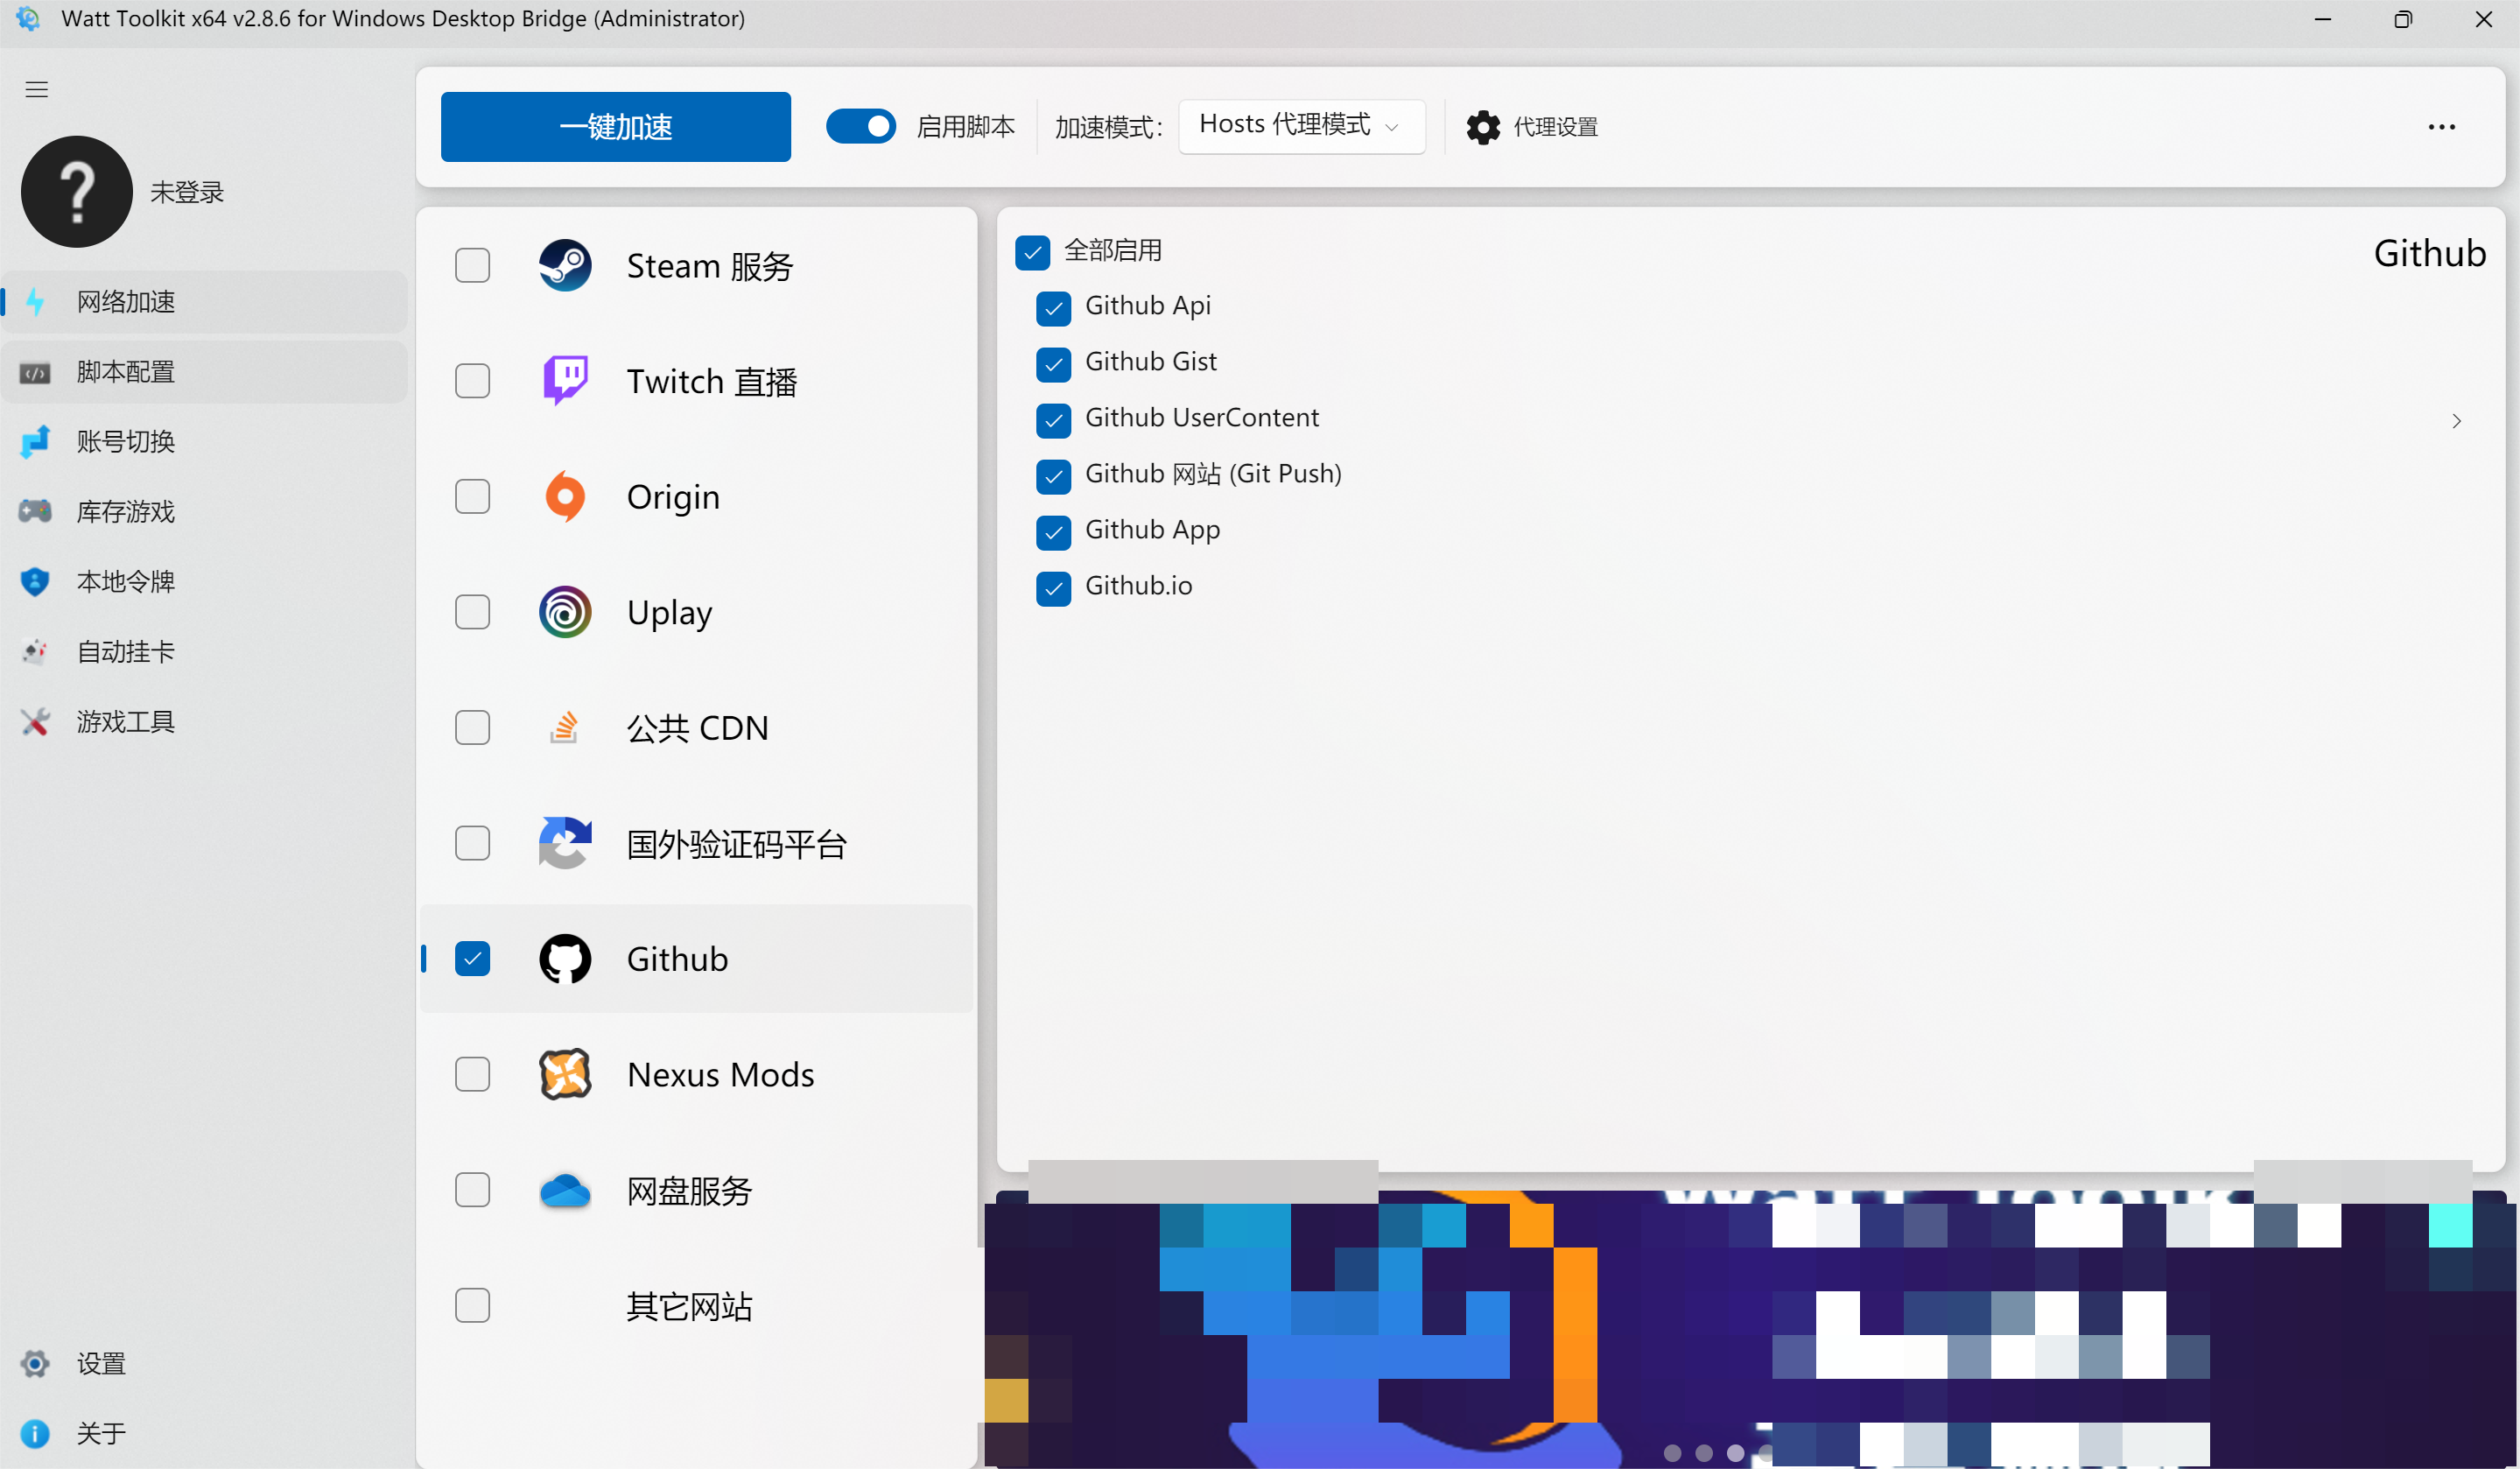 Watt Toolkit x64 v2.8.6 for Windows Desktop Bridge (Administrator)
未登录
网络加速
脚本配置
账号切换
库存游戏
本地令牌
自动挂卡
游戏工具
设置
关于
一键加速
启用脚本
加速模式：
Hosts 代理模式
代理设置
Steam 服务
Twitch 直播
Origin
Uplay
公共 CDN
国外验证码平台
Github
Nexus Mods
网盘服务
其它网站
全部启用
Github
Github Api
Github Gist
Github UserContent
Github 网站 (Git Push)
Github App
Github.io